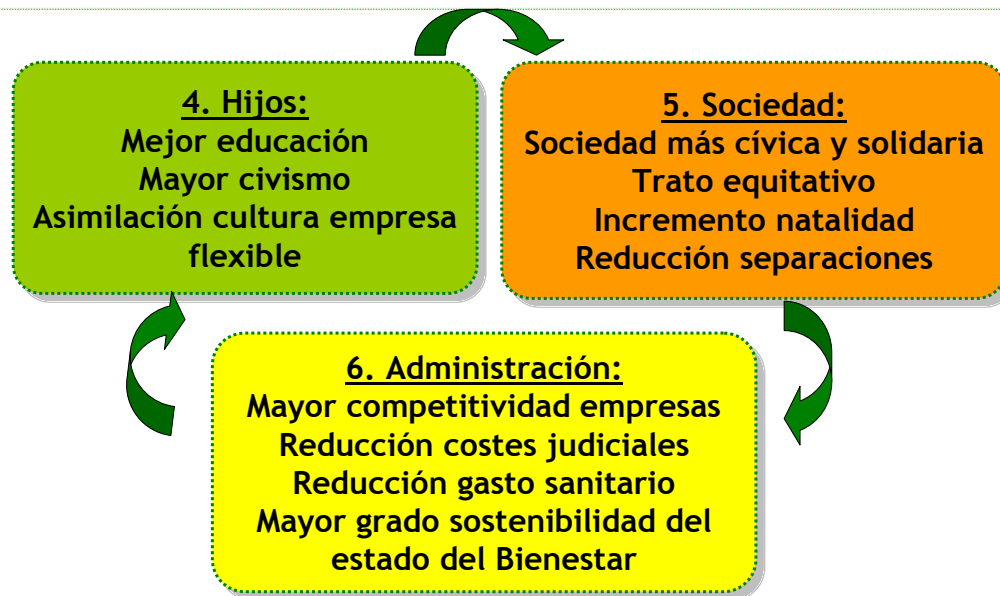 4. Hijos:
Mejor educación
Mayor civismo
Asimilación cultura empresa
flexible
5. Sociedad:
Sociedad más cívica y solidaria
Trato equitativo
Incremento natalidad
Reducción separaciones
6. Administración:
Mayor competitividad empresas
Reducción costes judiciales
Reducción gasto sanitario
Mayor grado sostenibilidad del
estado del Bienestar